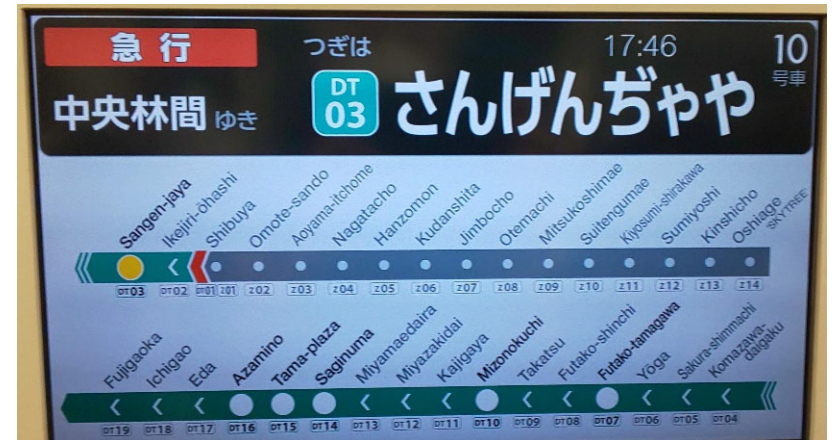 急行 つぎは 17:46 10
中央林間 ゆき DT 03 さんげんぢゃや 号車
Sangen-jaya Ikejiri-ōhashi Shibuya Omote-sando Aoyama-itchome Nagatacho Hanzomon Kudanshita Jimbocho Otemachi Mitsukoshimae Suitengumae Kiyosumi-shirakawa Sumiyoshi Kinshicho Oshiage SKYTREE
DT03 DT02 DT01 Z01 Z02 Z03 Z04 Z05 Z06 Z07 Z08 Z09 Z10 Z11 Z12 Z13 Z14
Fujigaoka Ichigao Eda Azamino Tama-plaza Saginuma Miyamaedaira Miyazakidai Kajigaya Mizonokuchi Takatsu Futako-shinchi Futako-tamagawa Yōga Sakura-shimmachi Komazawa-daigaku
DT19 DT18 DT17 DT16 DT15 DT14 DT13 DT12 DT11 DT10 DT09 DT08 DT07 DT06 DT05 DT04